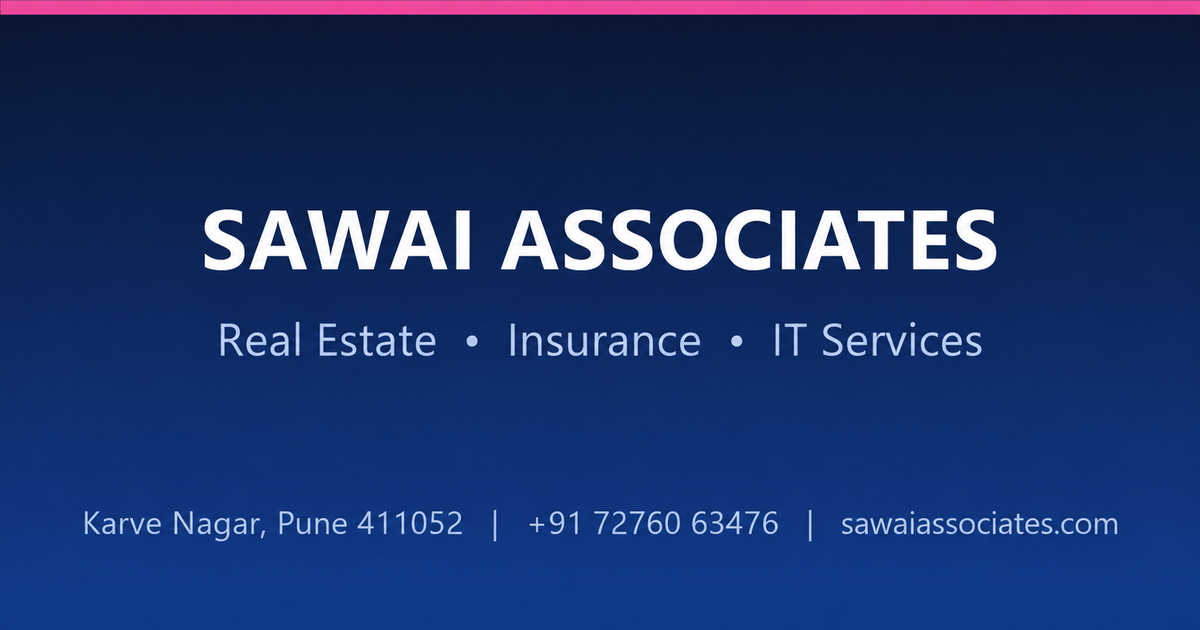 SAWAI ASSOCIATES
Real Estate • Insurance • IT Services
Karve Nagar, Pune 411052 | +91 72760 63476 | sawaiassociates.com